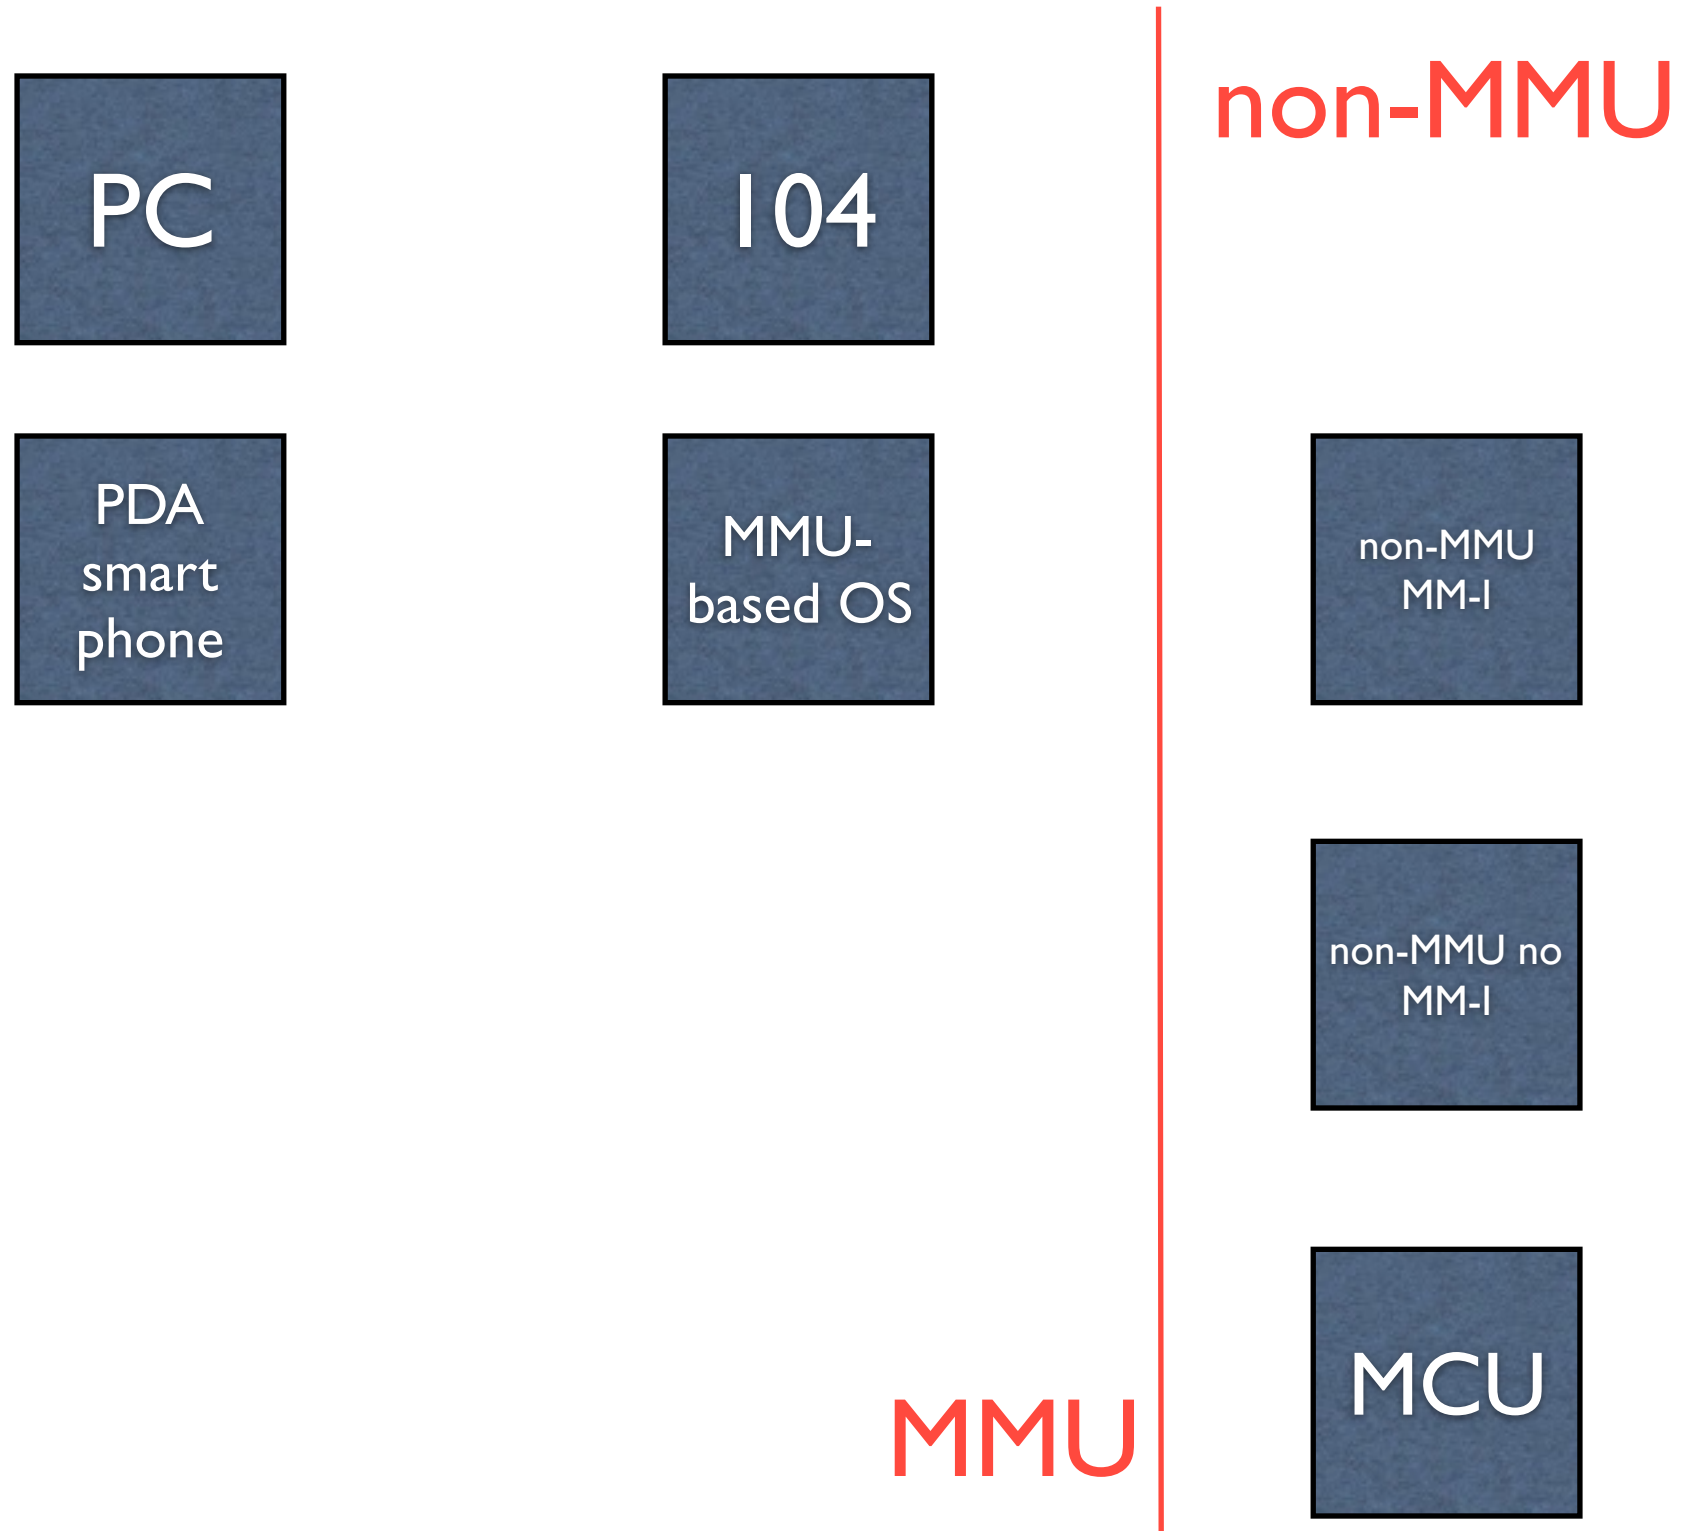 non-MMU
PC
104
PDA
smart
phone
MMU-
based OS
non-MMU
MM-I
non-MMU no
MM-I
MCU
MMU